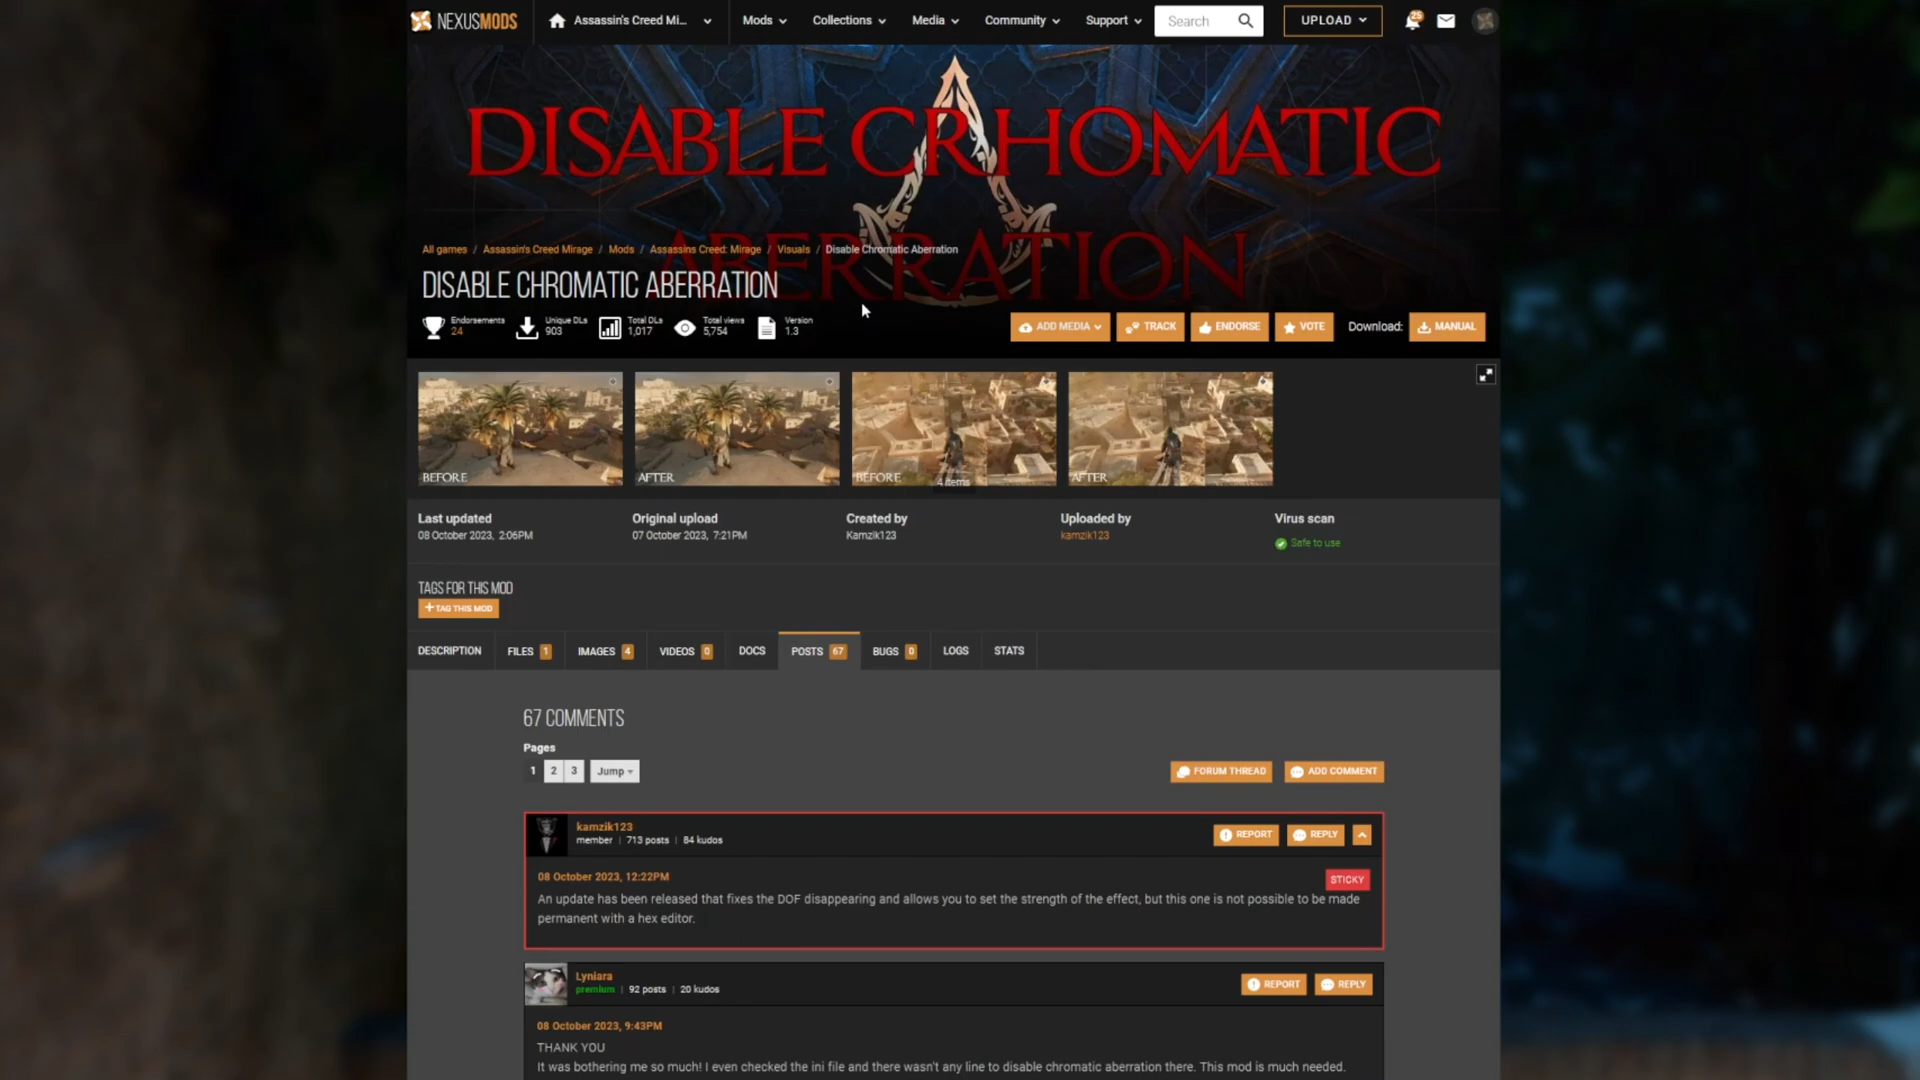 NEXUSMODS
Assassin's Creed Mi...
Mods
Collections
Media
Community
Support
Search
UPLOAD
25
DISABLE CRHOMATIC
ABERRATION
All games / Assassin's Creed Mirage / Mods / Assassins Creed: Mirage / Visuals / Disable Chromatic Aberration
DISABLE CHROMATIC ABERRATION
Endorsements
24
Unique DLs
903
Total DLs
1,017
Total views
5,754
Version
1.3
ADD MEDIA
TRACK
ENDORSE
VOTE
Download:
MANUAL
BEFORE
AFTER
BEFORE
4 items
AFTER
Last updated
08 October 2023, 2:06PM
Original upload
07 October 2023, 7:21PM
Created by
Kamzik123
Uploaded by
kamzik123
Virus scan
Safe to use
TAGS FOR THIS MOD
+ TAG THIS MOD
DESCRIPTION
FILES 1
IMAGES 4
VIDEOS 0
DOCS
POSTS 67
BUGS 0
LOGS
STATS
67 COMMENTS
Pages
1 2 3 Jump
FORUM THREAD
ADD COMMENT
kamzik123
member | 713 posts | 84 kudos
REPORT
REPLY
08 October 2023, 12:22PM
STICKY
An update has been released that fixes the DOF disappearing and allows you to set the strength of the effect, but this one is not possible to be made
permanent with a hex editor.
Lyniara
premium | 92 posts | 20 kudos
REPORT
REPLY
08 October 2023, 9:43PM
THANK YOU
It was bothering me so much! I even checked the ini file and there wasn't any line to disable chromatic aberration there. This mod is much needed.